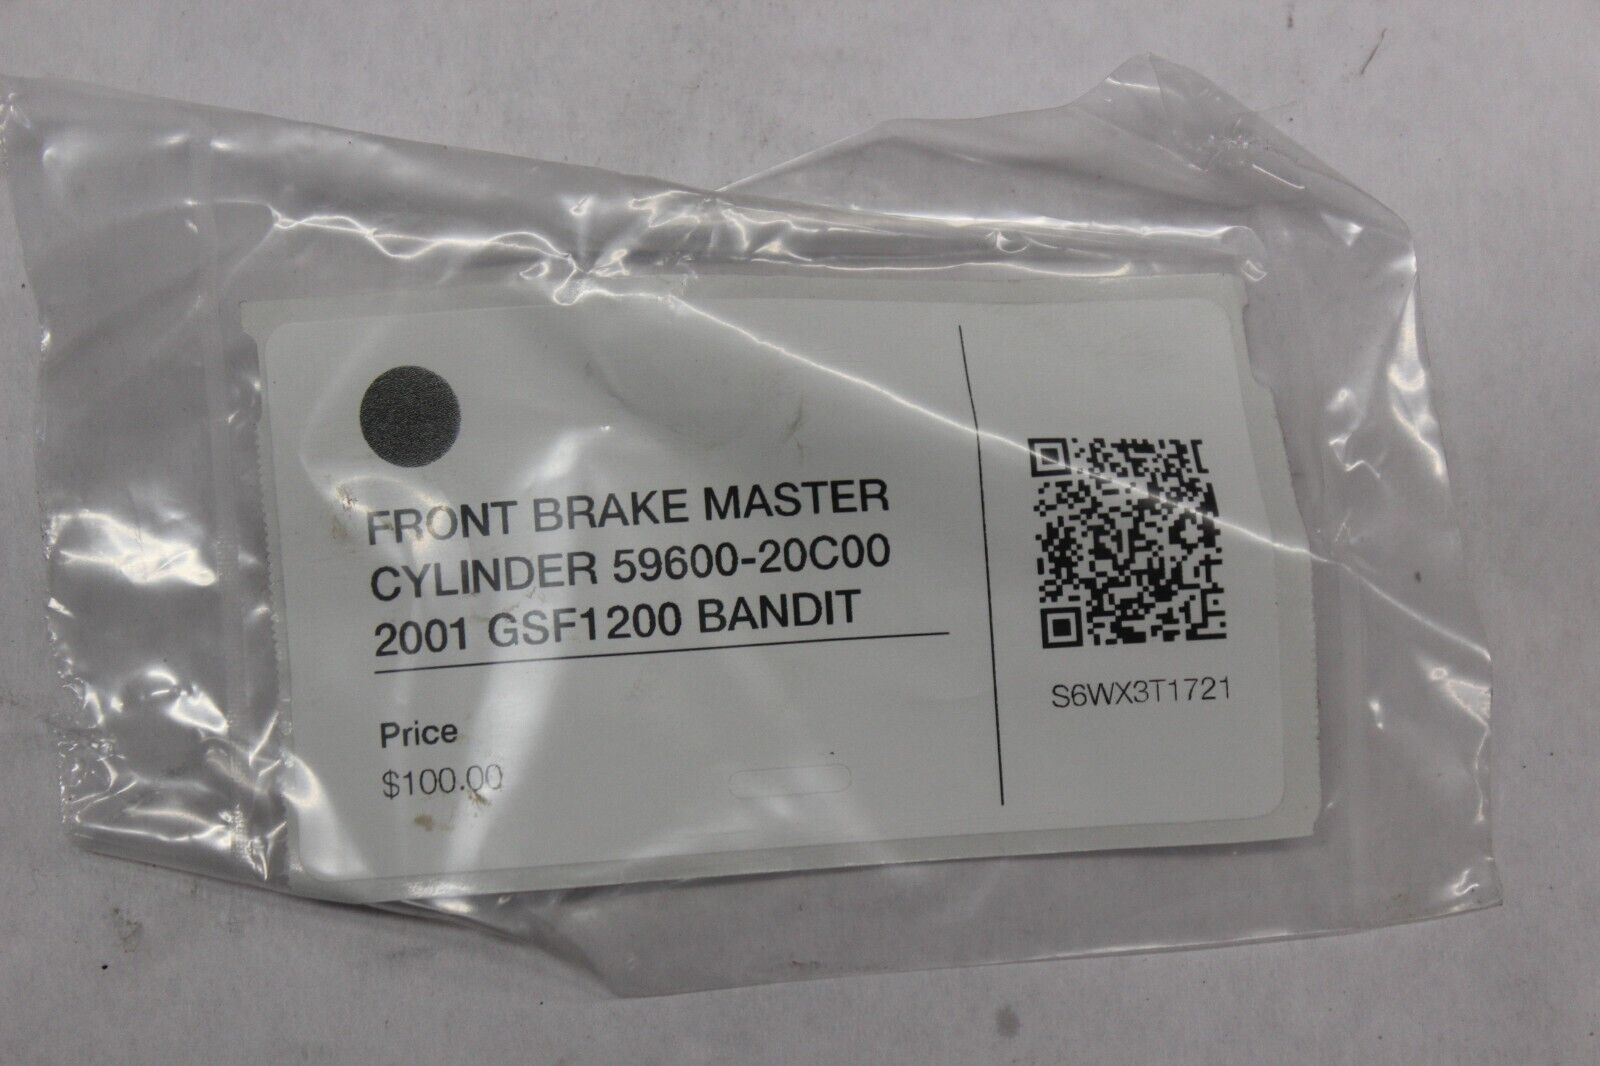 FRONT BRAKE MASTER
CYLINDER 59600-20C00
2001 GSF1200 BANDIT
Price
$100.00
S6WX3T1721